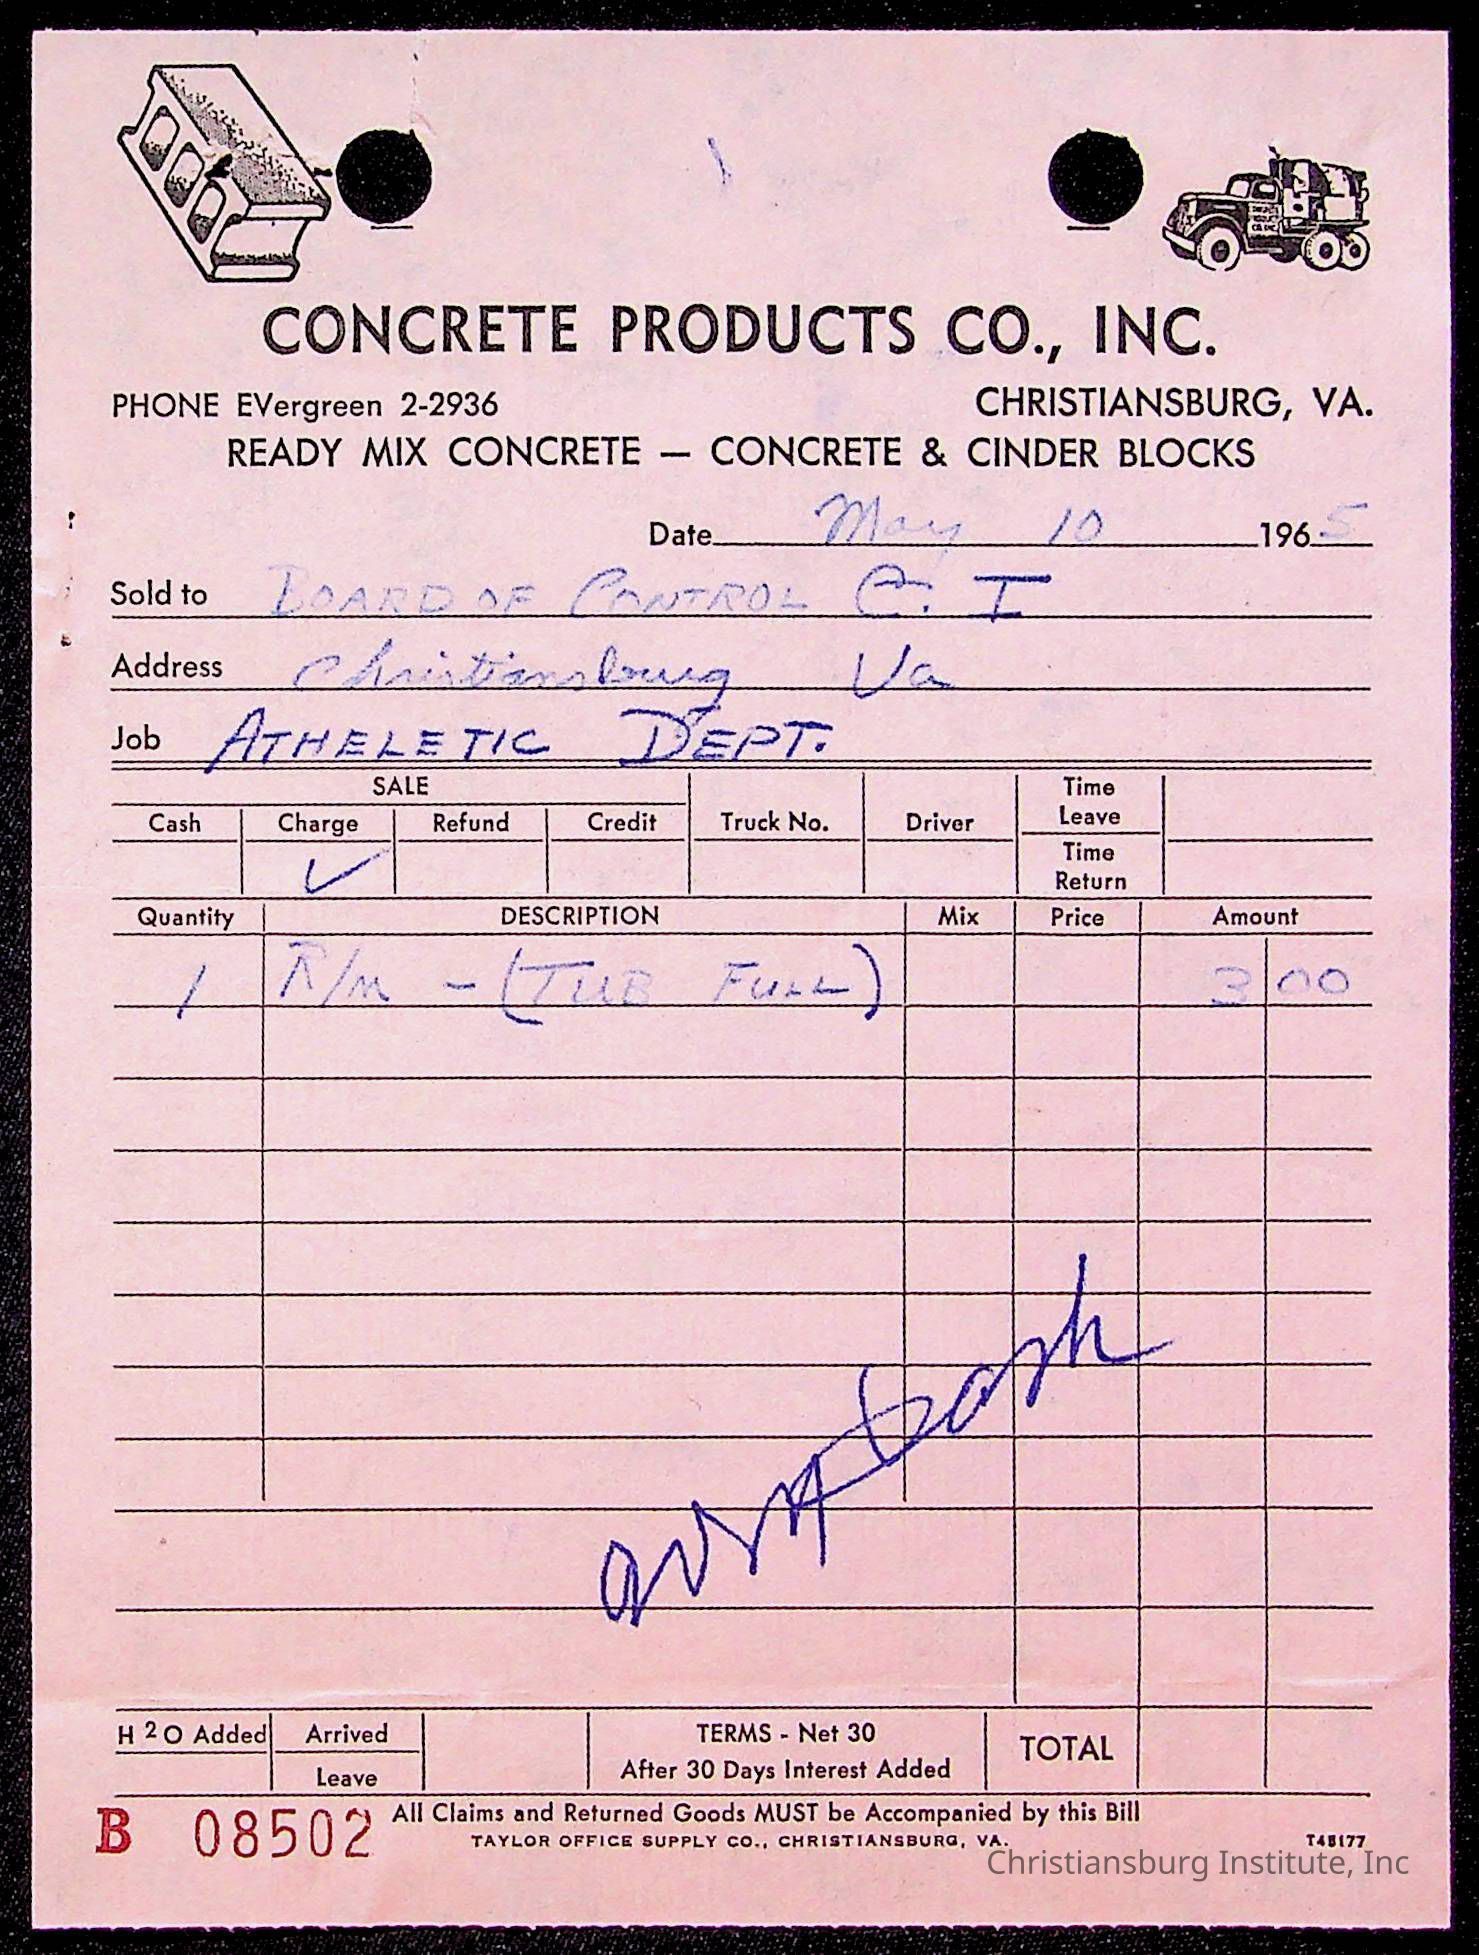 CONCRETE PRODUCTS CO., INC.
PHONE EVergreen 2-2936 CHRISTIANSBURG, VA.
READY MIX CONCRETE — CONCRETE & CINDER BLOCKS
Date May 10 1965
Sold to BOARD OF CONTROL C. I
Address Christiansburg Va
Job ATHELETIC DEPT.
SALE
Cash Charge Refund Credit Truck No. Driver Time Leave
✓ Time Return
Quantity DESCRIPTION Mix Price Amount
1 R/m - (TUB FULL) 3 00
H2O Added Arrived TERMS - Net 30 TOTAL
Leave After 30 Days Interest Added
B 08502 All Claims and Returned Goods MUST be Accompanied by this Bill
TAYLOR OFFICE SUPPLY CO., CHRISTIANSBURG, VA. T45177
Christiansburg Institute, Inc